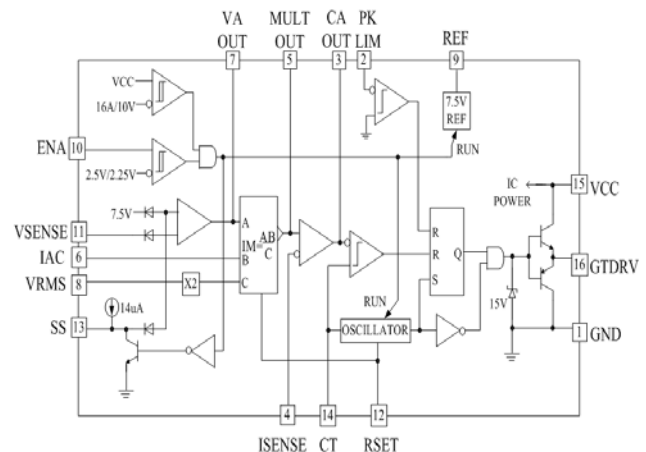 VA OUT
MULT OUT
CA OUT
PK LIM
REF
7
5
3
2
9
VCC
16A/10V
7.5V REF
ENA
10
RUN
2.5V/2.25V
IC POWER
15
VCC
7.5V
VSENSE
11
A
IM= AB C
B
C
IAC
6
VRMS
8
X2
R
R
S
Q
16
GTDRV
RUN
14uA
SS
13
OSCILLATOR
15V
1
GND
4
14
12
ISENSE
CT
RSET